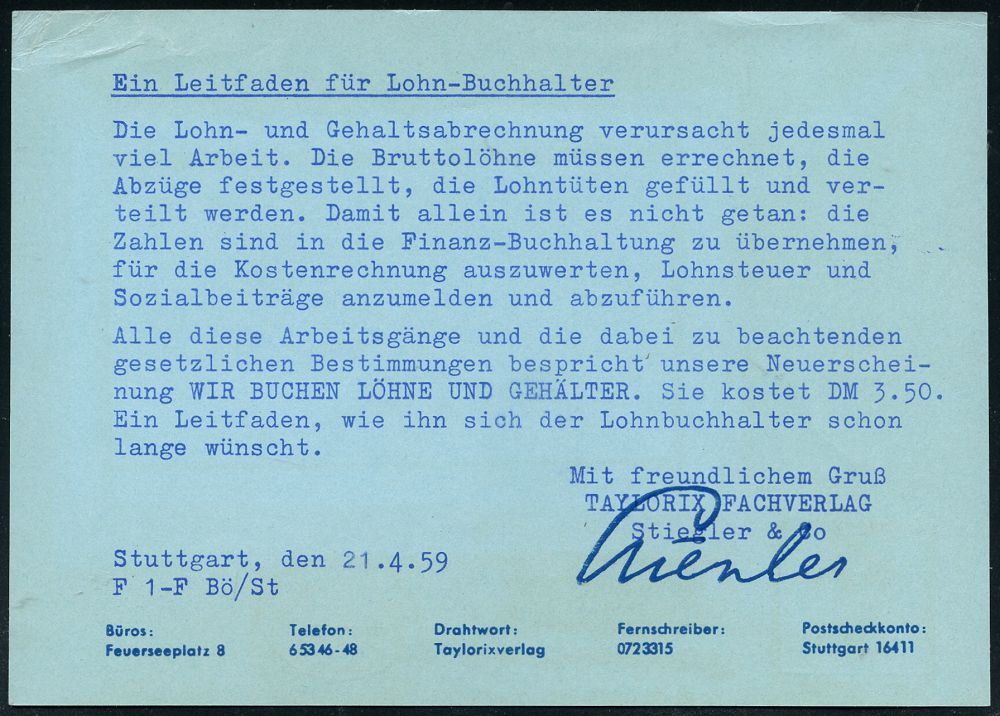 Ein Leitfaden für Lohn-Buchhalter
Die Lohn- und Gehaltsabrechnung verursacht jedesmal
viel Arbeit. Die Bruttolöhne müssen errechnet, die
Abzüge festgestellt, die Lohntüten gefüllt und ver-
teilt werden. Damit allein ist es nicht getan: die
Zahlen sind in die Finanz-Buchhaltung zu übernehmen,
für die Kostenrechnung auszuwerten, Lohnsteuer und
Sozialbeiträge anzumelden und abzuführen.
Alle diese Arbeitsgänge und die dabei zu beachtenden
gesetzlichen Bestimmungen bespricht unsere Neuerschei-
nung WIR BUCHEN LÖHNE UND GEHÄLTER. Sie kostet DM 3.50.
Ein Leitfaden, wie ihn sich der Lohnbuchhalter schon
lange wünscht.
Mit freundlichem Gruß
TAYLORIX FACHVERLAG
Stiegler & Co
Stuttgart, den 21.4.59
F 1-F Bö/St
Büros: Telefon: Drahtwort: Fernschreiber: Postscheckkonto:
Feuerseeplatz 8 65346-48 Taylorixverlag 0723315 Stuttgart 16411